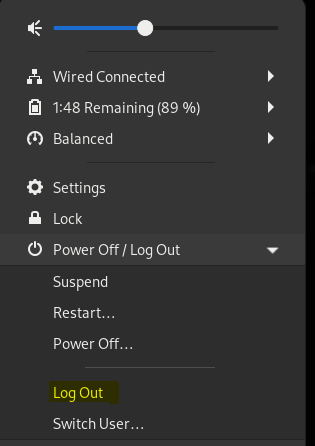 Wired Connected
1:48 Remaining (89 %)
Balanced
Settings
Lock
Power Off / Log Out
Suspend
Restart...
Power Off...
Log Out
Switch User...